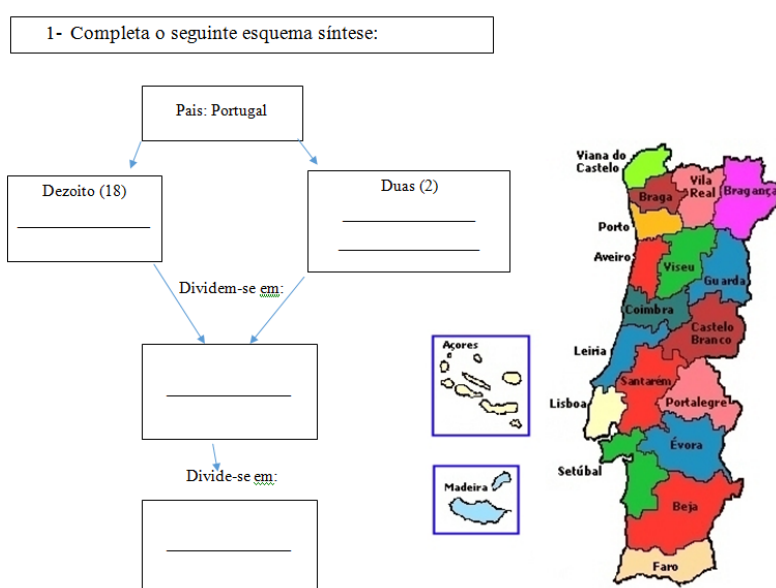 1- Completa o seguinte esquema síntese:
Pais: Portugal
Dezoito (18)
Duas (2)
Dividem-se em:
Divide-se em:
Açores
Madeira
Viana do
Castelo
Braga
Vila
Real
Bragança
Porto
Aveiro
Viseu
Guarda
Coimbra
Castelo
Branco
Leiria
Santarém
Lisboa
Portalegre
Évora
Setúbal
Beja
Faro